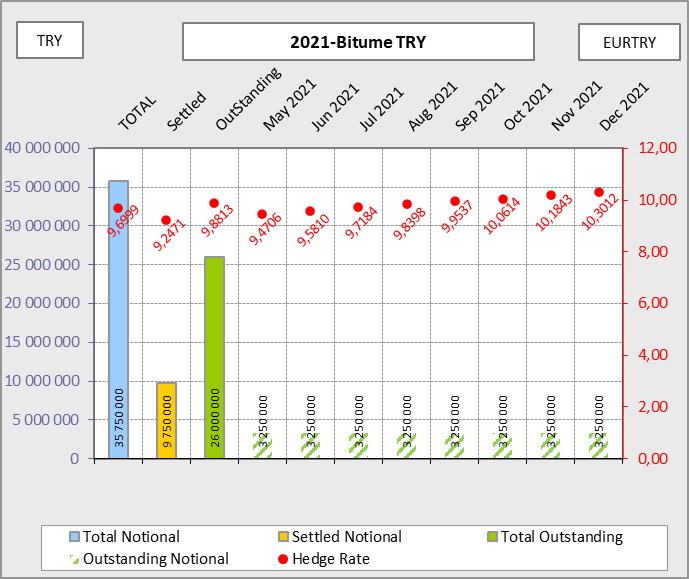 TRY
2021-Bitume TRY
EURTRY
TOTAL
Settled
OutStanding
May 2021
Jun 2021
Jul 2021
Aug 2021
Sep 2021
Oct 2021
Nov 2021
Dec 2021
40 000 000
35 000 000
30 000 000
25 000 000
20 000 000
15 000 000
10 000 000
5 000 000
0
12,00
10,00
8,00
6,00
4,00
2,00
0,00
9,6999
9,2471
9,8813
9,4706
9,5810
9,7184
9,8398
9,9537
10,0614
10,1843
10,3012
35 750 000
9 750 000
26 000 000
3 250 000
3 250 000
3 250 000
3 250 000
3 250 000
3 250 000
3 250 000
3 250 000
Total Notional
Settled Notional
Total Outstanding
Outstanding Notional
Hedge Rate